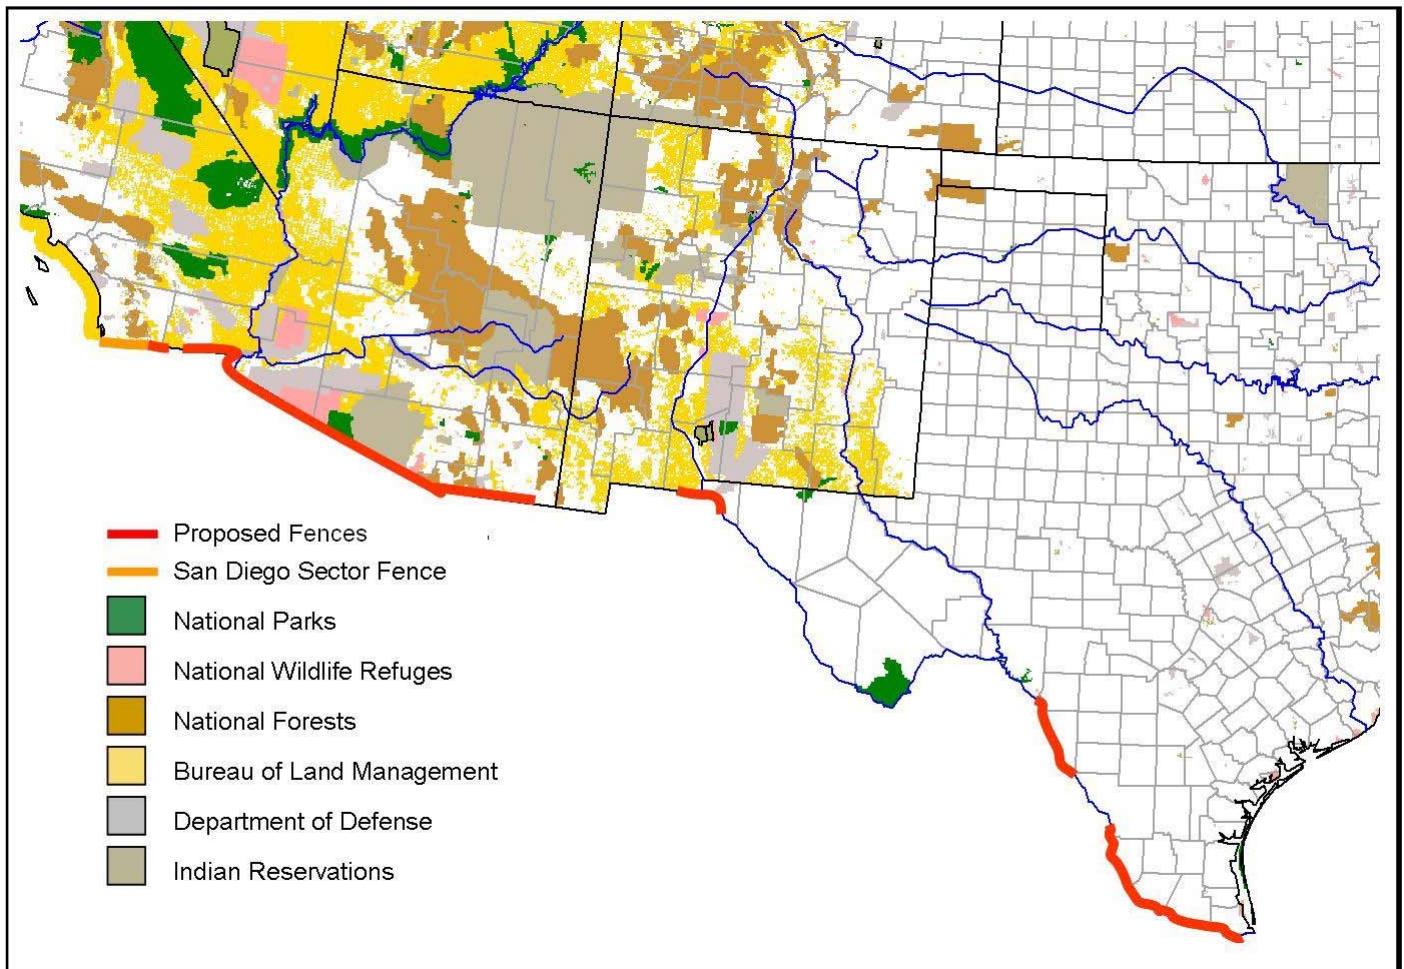 Proposed Fences
San Diego Sector Fence
National Parks
National Wildlife Refuges
National Forests
Bureau of Land Management
Department of Defense
Indian Reservations